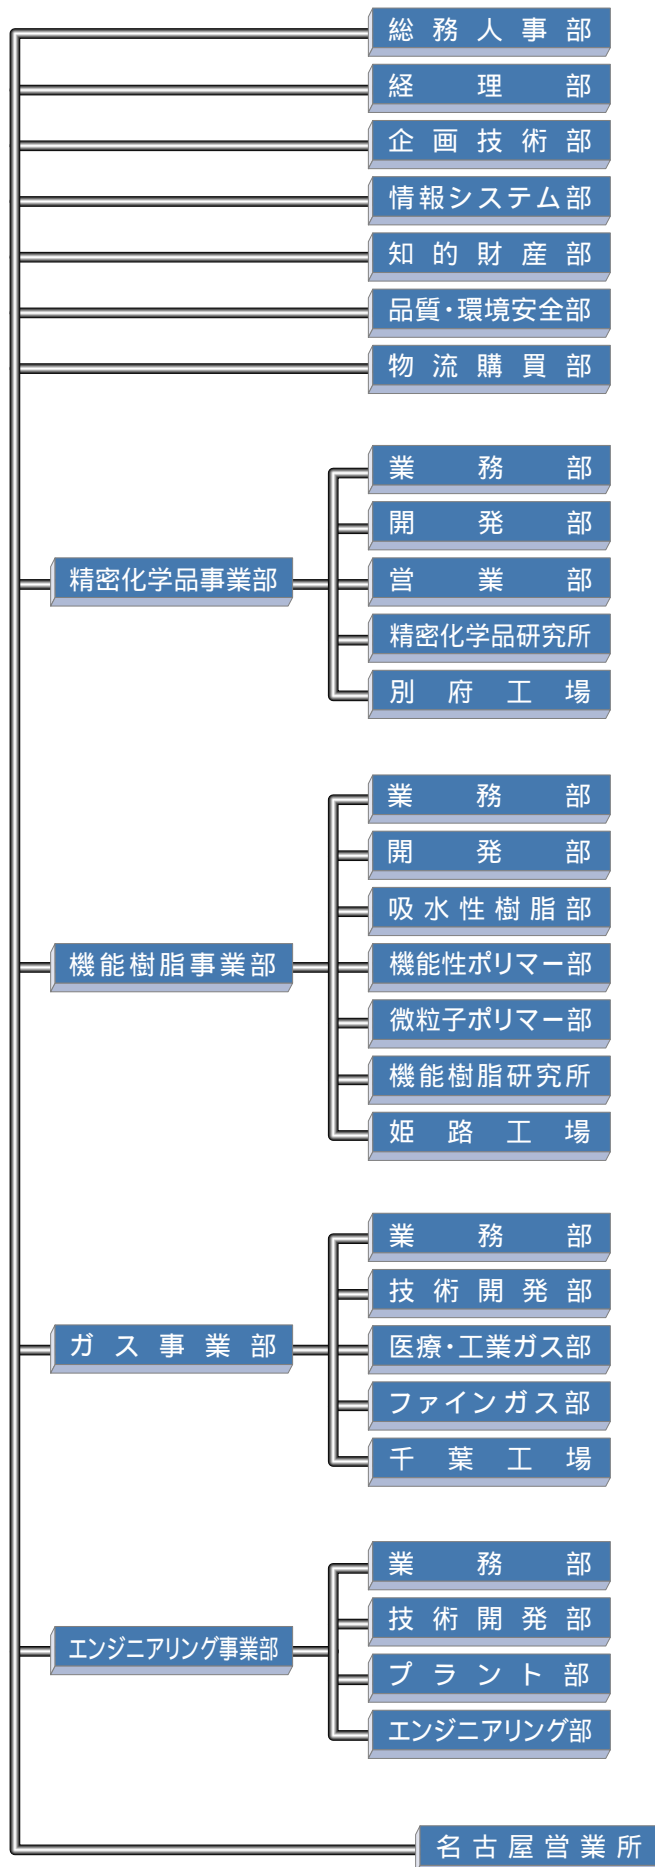 総務人事部
経理部
企画技術部
情報システム部
知的財産部
品質・環境安全部
物流購買部
精密化学品事業部
業務部
開発部
営業部
精密化学品研究所
別府工場
機能樹脂事業部
業務部
開発部
吸水性樹脂部
機能性ポリマー部
微粒子ポリマー部
機能樹脂研究所
姫路工場
ガス事業部
業務部
技術開発部
医療・工業ガス部
ファインガス部
千葉工場
エンジニアリング事業部
業務部
技術開発部
プラント部
エンジニアリング部
名古屋営業所